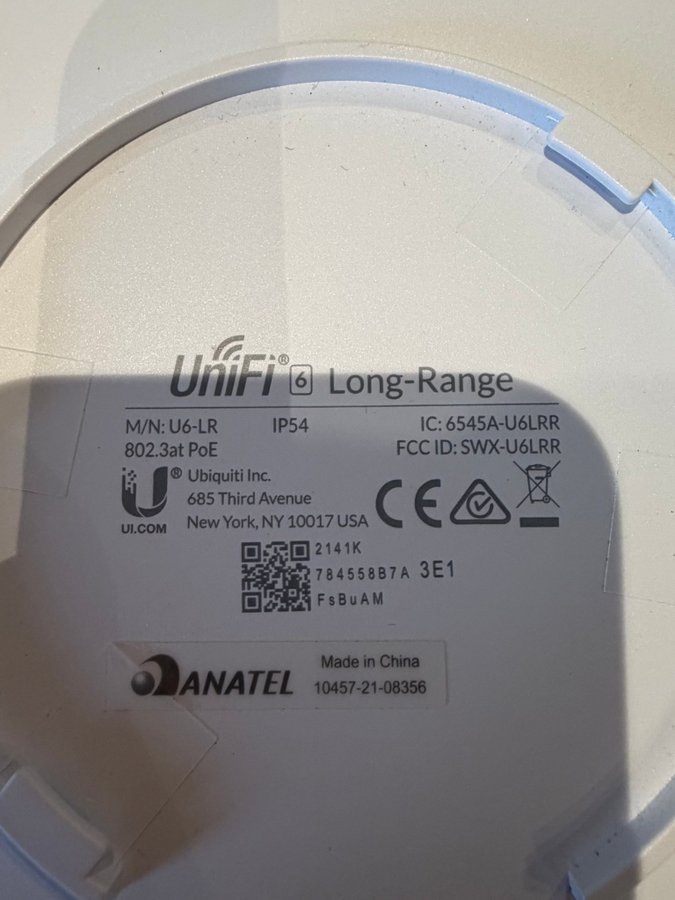 UniFi® 6 Long-Range
M/N: U6-LR IP54 IC: 6545A-U6LRR
802.3at PoE FCC ID: SWX-U6LRR
U® Ubiquiti Inc.
685 Third Avenue
UI.COM New York, NY 10017 USA
2141K
784558B7A 3E1
FsBuAM
ANATEL Made in China
10457-21-08356